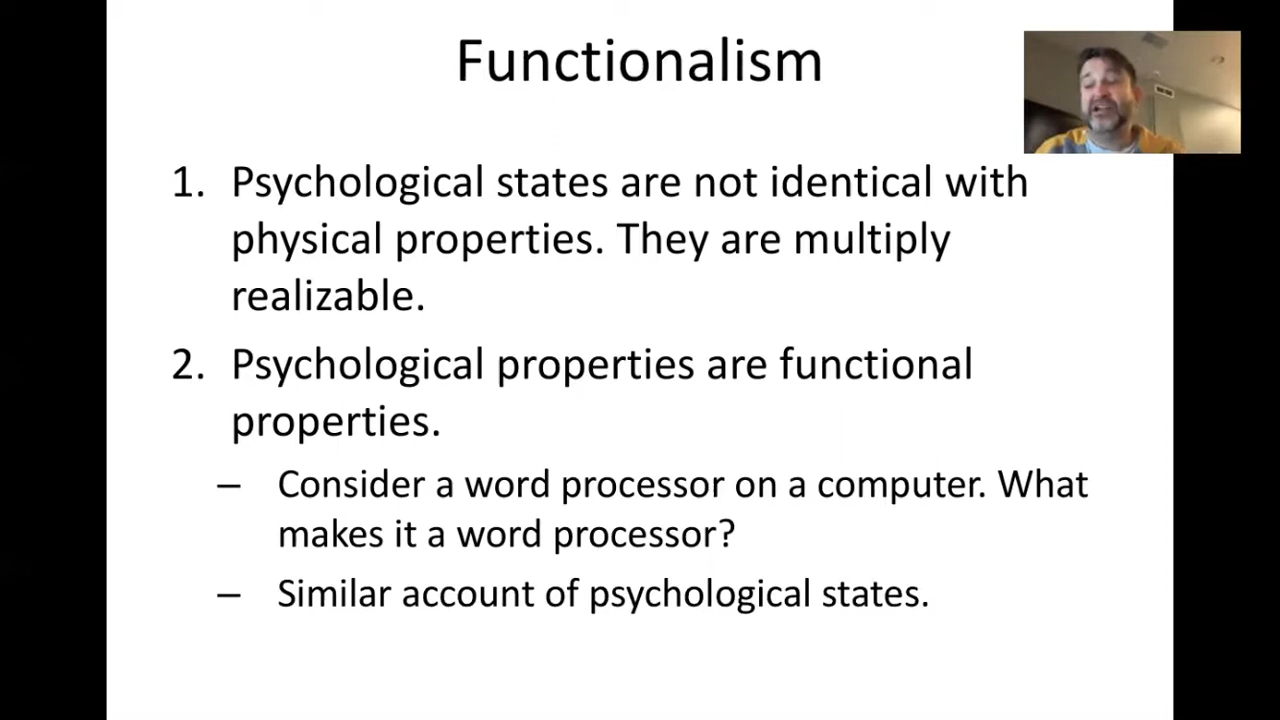 Functionalism
1. Psychological states are not identical with
physical properties. They are multiply
realizable.
2. Psychological properties are functional
properties.
– Consider a word processor on a computer. What
makes it a word processor?
– Similar account of psychological states.